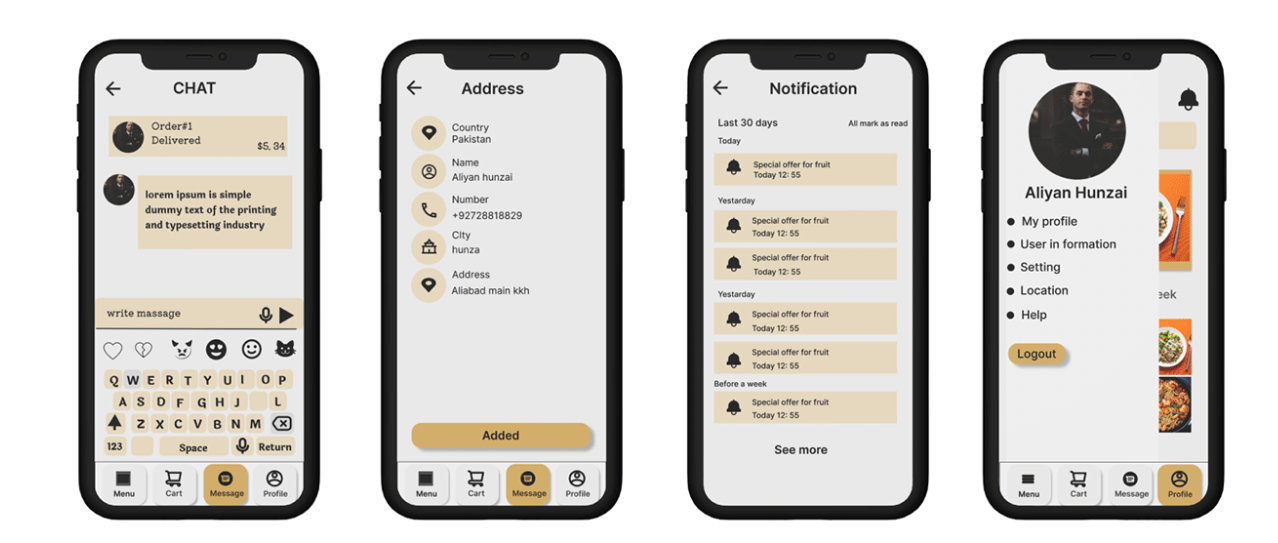 CHAT
Order#1
Delivered
$5, 34
lorem ipsum is simple
dummy text of the printing
and typesetting industry
write massage
Q W E R T Y U I O P
A S D F G H J L
Z X C V B N M
123 Space Return
Menu Cart Message Profile
Address
Country
Pakistan
Name
Aliyan hunzai
Number
+92728818829
CIty
hunza
Address
Aliabad main kkh
Added
Menu Cart Message Profile
Notification
Last 30 days All mark as read
Today
Special offer for fruit
Today 12: 55
Yestarday
Special offer for fruit
Today 12: 55
Special offer for fruit
Today 12: 55
Yestarday
Special offer for fruit
Today 12: 55
Special offer for fruit
Today 12: 55
Before a week
Special offer for fruit
Today 12: 55
See more
Aliyan Hunzai
My profile
User in formation
Setting
Location
eek
Help
Logout
Menu Cart Message Profile